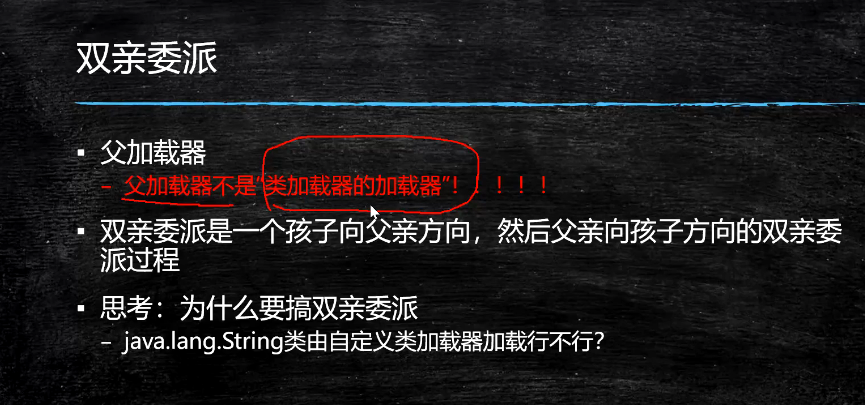 双亲委派
▪ 父加载器
– 父加载器不是“类加载器的加载器”！！！！！
▪ 双亲委派是一个孩子向父亲方向，然后父亲向孩子方向的双亲委
派过程
▪ 思考：为什么要搞双亲委派
– java.lang.String类由自定义类加载器加载行不行？